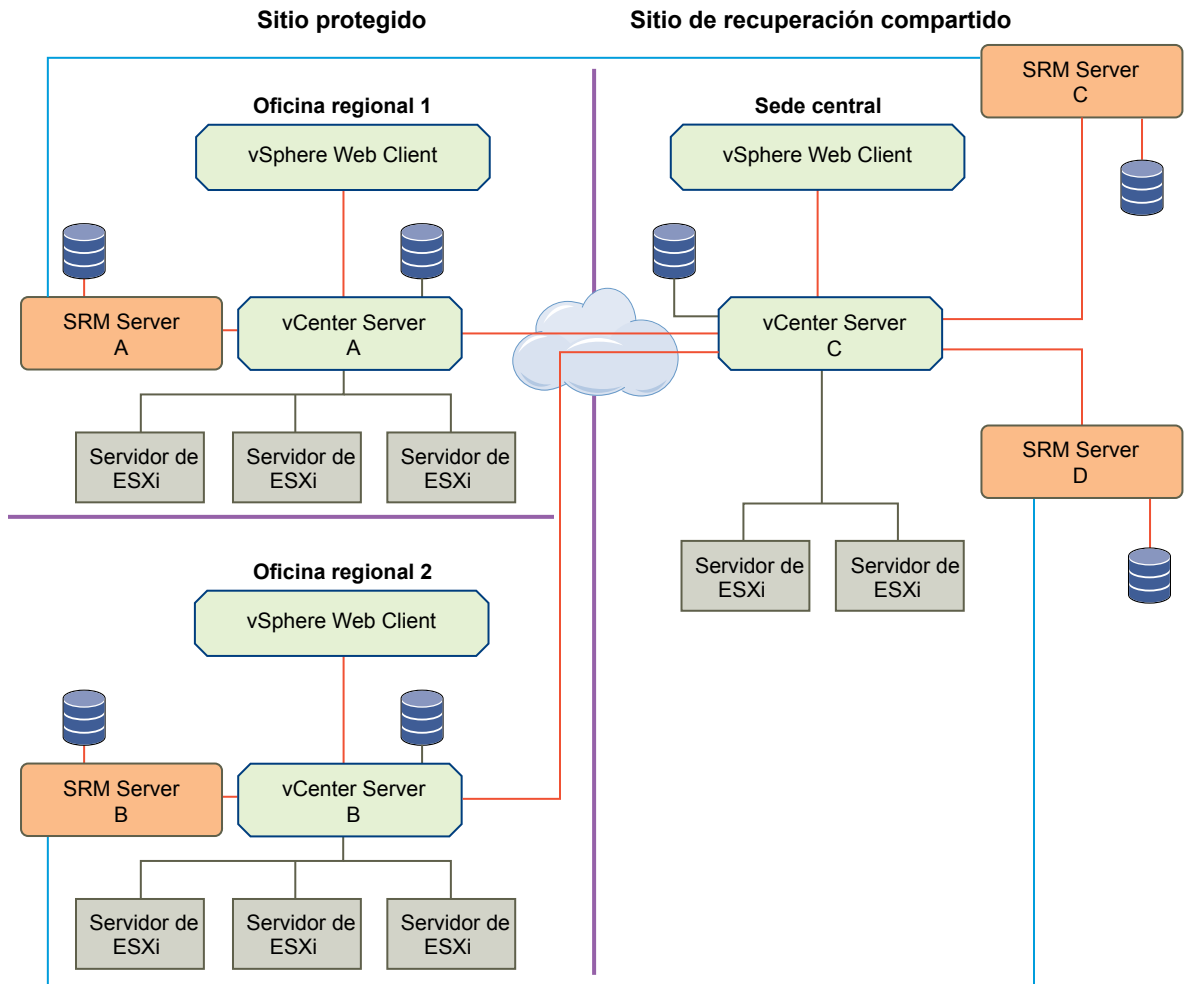 Sitio protegido
Sitio de recuperación compartido
SRM Server
C
Oficina regional 1
vSphere Web Client
Sede central
vSphere Web Client
SRM Server
A
vCenter Server
A
vCenter Server
C
Servidor de
ESXi
Servidor de
ESXi
Servidor de
ESXi
SRM Server
D
Servidor de
ESXi
Servidor de
ESXi
Oficina regional 2
vSphere Web Client
SRM Server
B
vCenter Server
B
Servidor de
ESXi
Servidor de
ESXi
Servidor de
ESXi